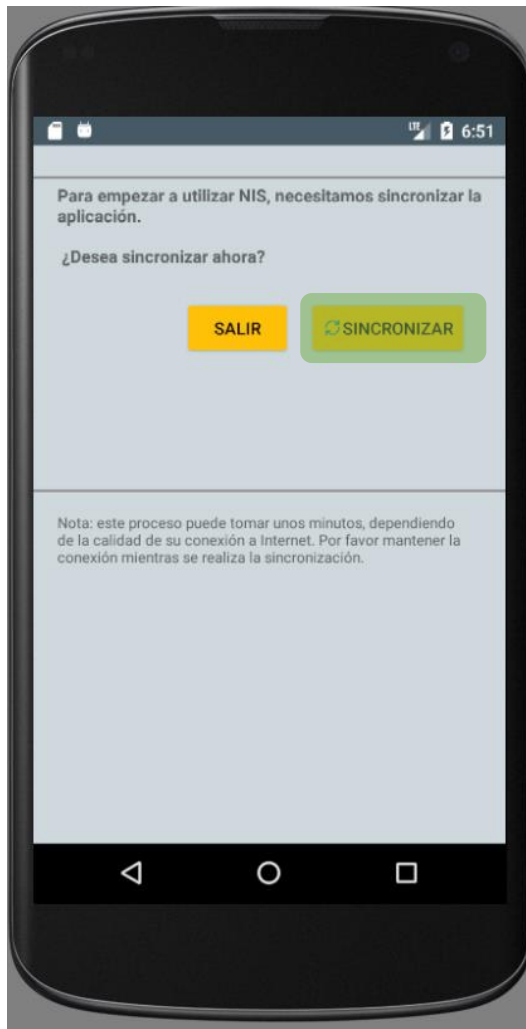 LTE 6:51
Para empezar a utilizar NIS, necesitamos sincronizar la
aplicación.
¿Desea sincronizar ahora?
SALIR SINCRONIZAR
Nota: este proceso puede tomar unos minutos, dependiendo
de la calidad de su conexión a Internet. Por favor mantener la
conexión mientras se realiza la sincronización.